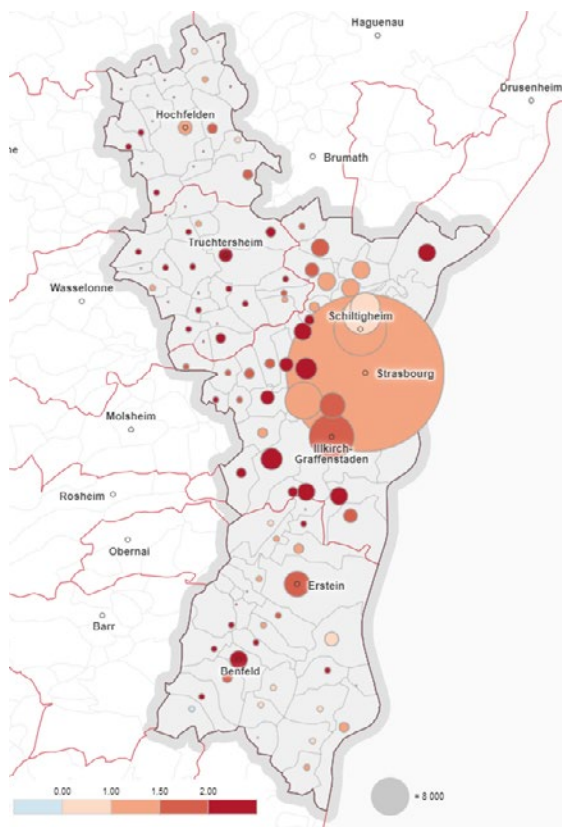 Haguenau
Drusenheim
Hochfelden
Brumath
ne
Truchtersheim
Wasselonne
Schiltigheim
Strasbourg
Molsheim
Illkirch-
Graffenstaden
Rosheim
Obernai
Erstein
Barr
Benfeld
0.00 1.00 1.50 2.00
= 8 000